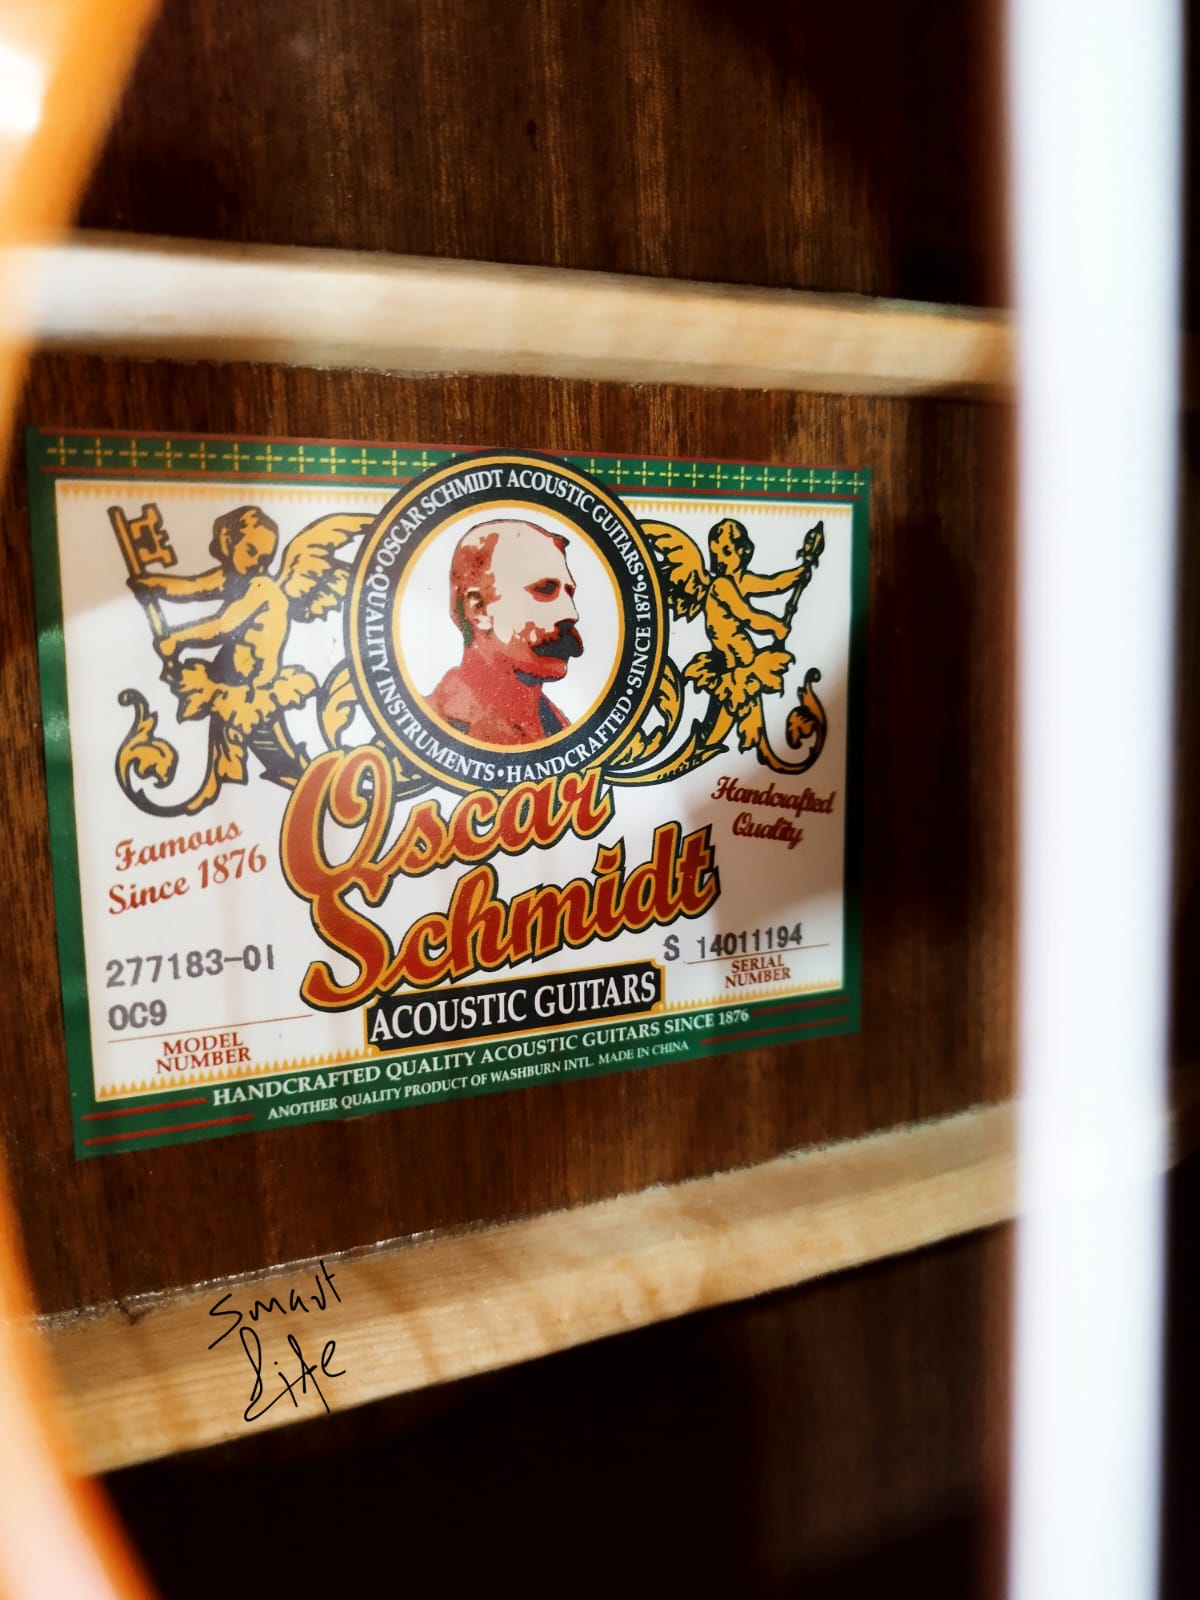 OSCAR SCHMIDT ACOUSTIC GUITARS • SINCE 1876 • HANDCRAFTED • QUALITY INSTRUMENTS •
Oscar
Schmidt
ACOUSTIC GUITARS
Famous
Since 1876
Handcrafted
Quality
277183-01
OC9
MODEL
NUMBER
S 14011194
SERIAL
NUMBER
HANDCRAFTED QUALITY ACOUSTIC GUITARS SINCE 1876
ANOTHER QUALITY PRODUCT OF WASHBURN INTL. MADE IN CHINA
Smart
Life